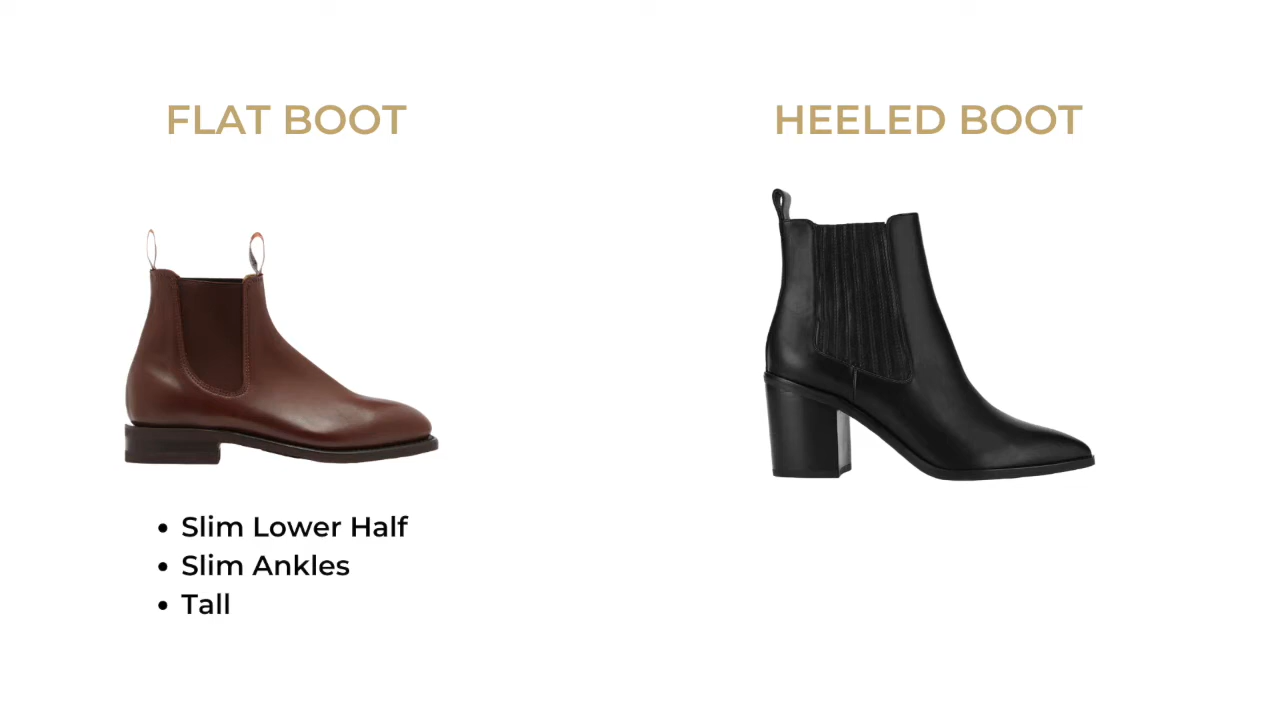 FLAT BOOT
HEELED BOOT
• Slim Lower Half
• Slim Ankles
• Tall